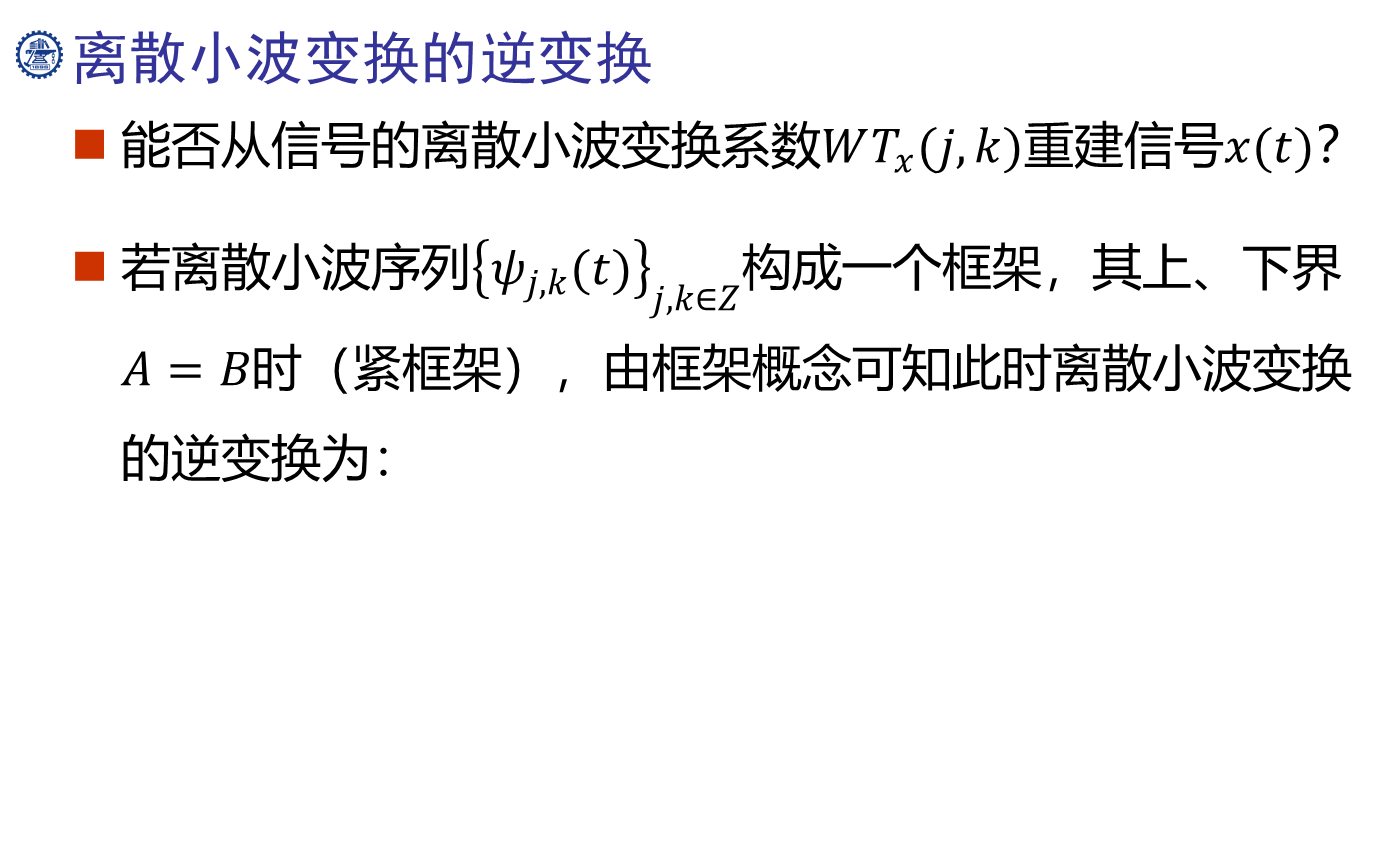 离散小波变换的逆变换
能否从信号的离散小波变换系数𝑊𝑇ₓ(𝑗, 𝑘)重建信号𝑥(𝑡)？
若离散小波序列{𝜓_{𝑗,𝑘}(𝑡)}_{𝑗,𝑘∈𝑍}构成一个框架，其上、下界
𝐴 = 𝐵时（紧框架），由框架概念可知此时离散小波变换
的逆变换为：